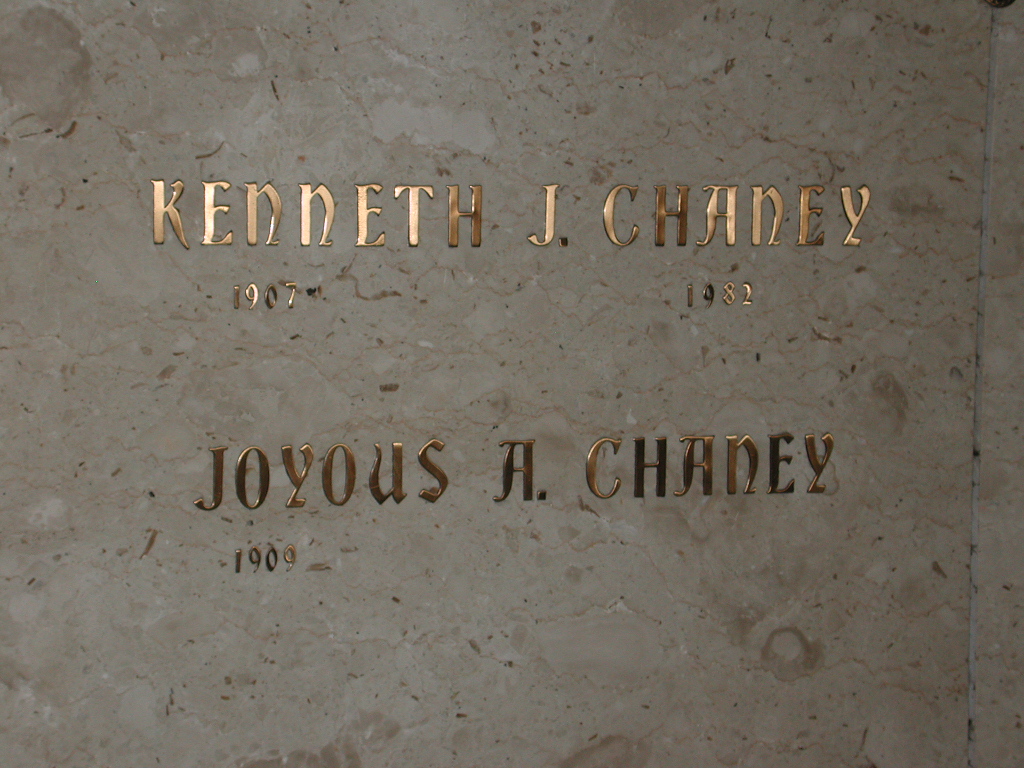 KENNETH J. CHANEY
1907 1982
JOYOUS A. CHANEY
1909